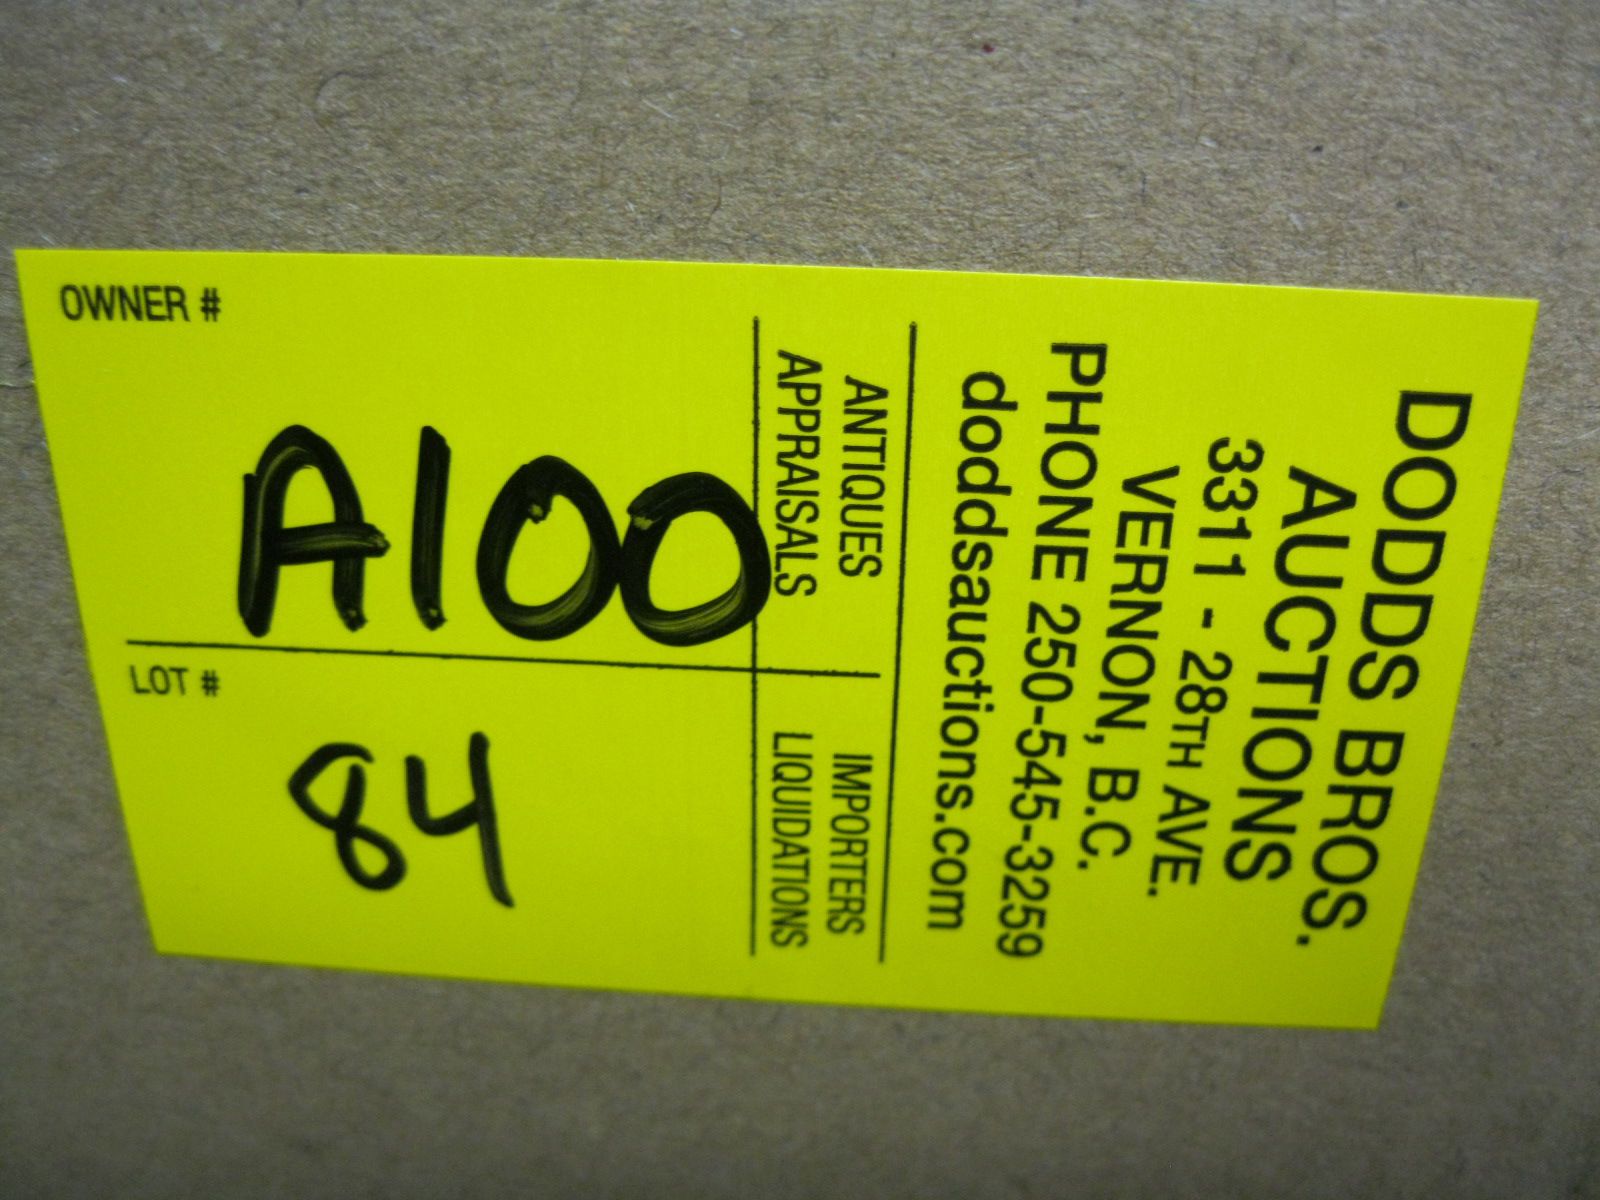 DODDS BROS.
AUCTIONS
3311 - 28TH AVE.
VERNON, B.C.
PHONE 250-545-3259
doddsauctions.com
ANTIQUES
APPRAISALS
IMPORTERS
LIQUIDATIONS
OWNER #
A100
LOT #
84